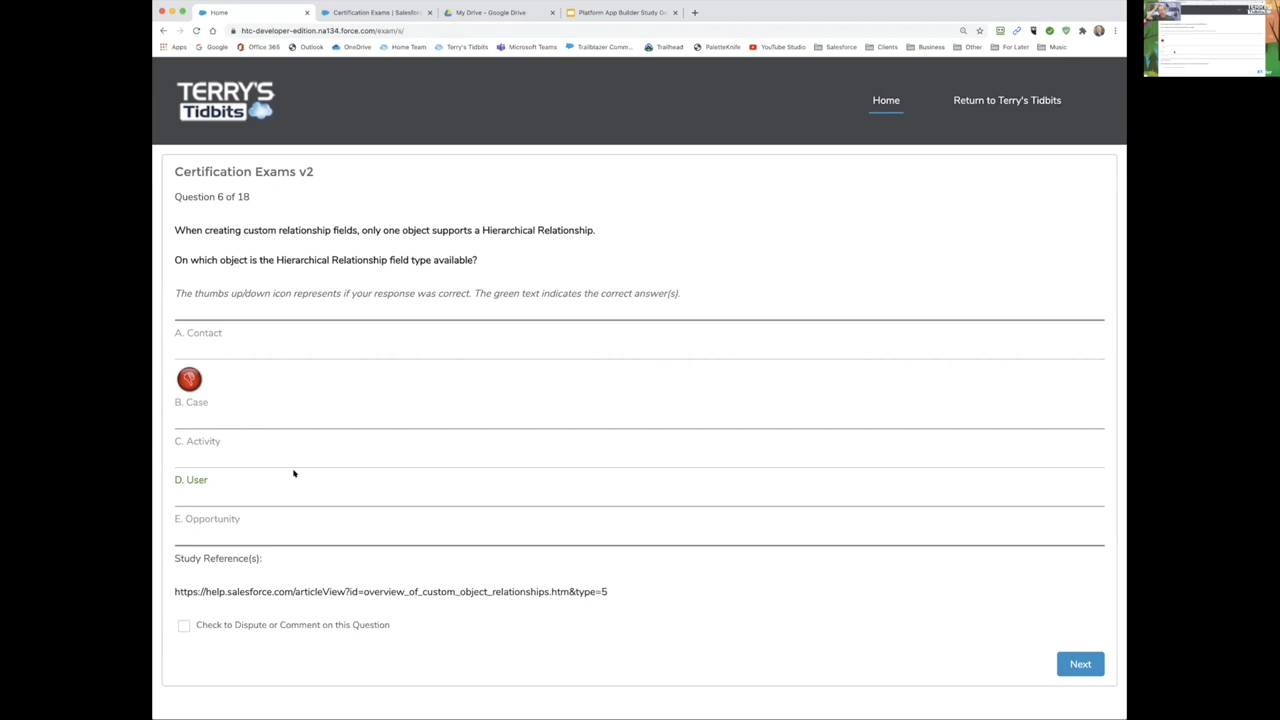 Home
Certification Exams | Salesforc
My Drive – Google Drive
Platform App Builder Study Gu
htc-developer-edition.na134.force.com/exam/s/
Apps
Google
Office 365
Outlook
OneDrive
Terry's Tidbits
Microsoft Teams
Trailblazer Comm...
Trailhead
PaletteKnife
YouTube Studio
Salesforce
Clients
Business
Other
For Later
Music
TERRY'S
Tidbits
Home
Return to Terry's Tidbits
Certification Exams v2
Question 6 of 18
When creating custom relationship fields, only one object supports a Hierarchical Relationship.
On which object is the Hierarchical Relationship field type available?
The thumbs up/down icon represents if your response was correct. The green text indicates the correct answer(s).
A. Contact
B. Case
C. Activity
D. User
E. Opportunity
Study Reference(s):
https://help.salesforce.com/articleView?id=overview_of_custom_object_relationships.htm&type=5
Check to Dispute or Comment on this Question
Next